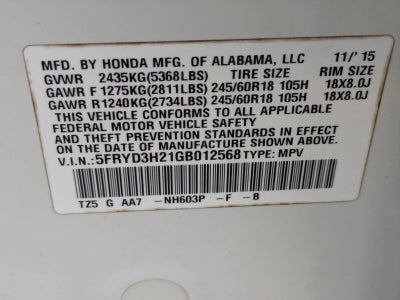 MFD. BY HONDA MFG. OF ALABAMA, LLC 11/'15
GVWR 2435KG(5368LBS) TIRE SIZE RIM SIZE
GAWR F 1275KG(2811LBS) 245/60R18 105H 18X8.0J
GAWR R1240KG(2734LBS) 245/60R18 105H 18X8.0J
THIS VEHICLE CONFORMS TO ALL APPLICABLE
FEDERAL MOTOR VEHICLE SAFETY, BUMPER,
AND THEFT PREVENTION STANDARDS IN EFFECT
ON THE DATE OF MANUFACTURE SHOWN ABOVE.
V.I.N.:5FRYD3H21GB012568 TYPE: MPV
TZ5 G AA7 -NH603P -F -B